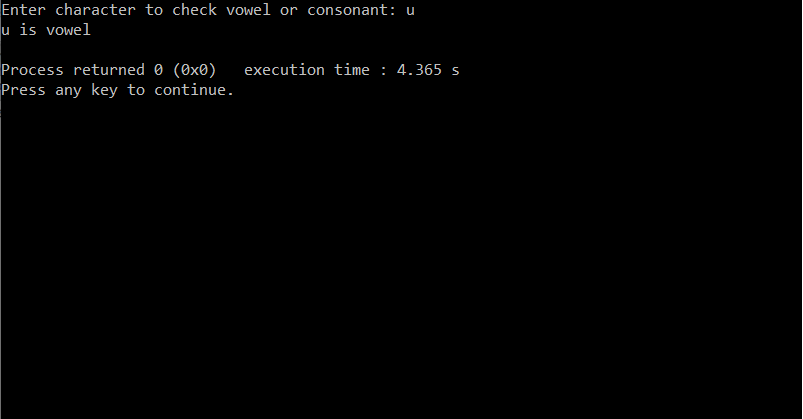 Enter character to check vowel or consonant: u
u is vowel
Process returned 0 (0x0)   execution time : 4.365 s
Press any key to continue.